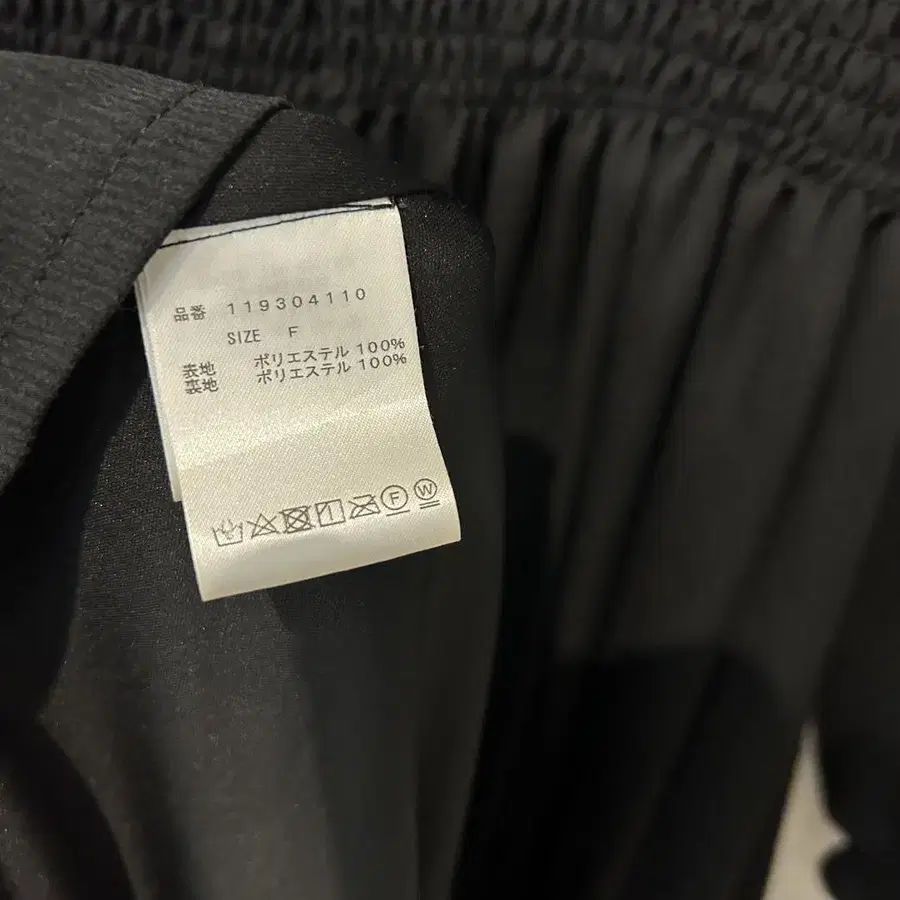 品番 119304110
SIZE F
表地 ポリエステル 100%
裏地 ポリエステル 100%
F
W